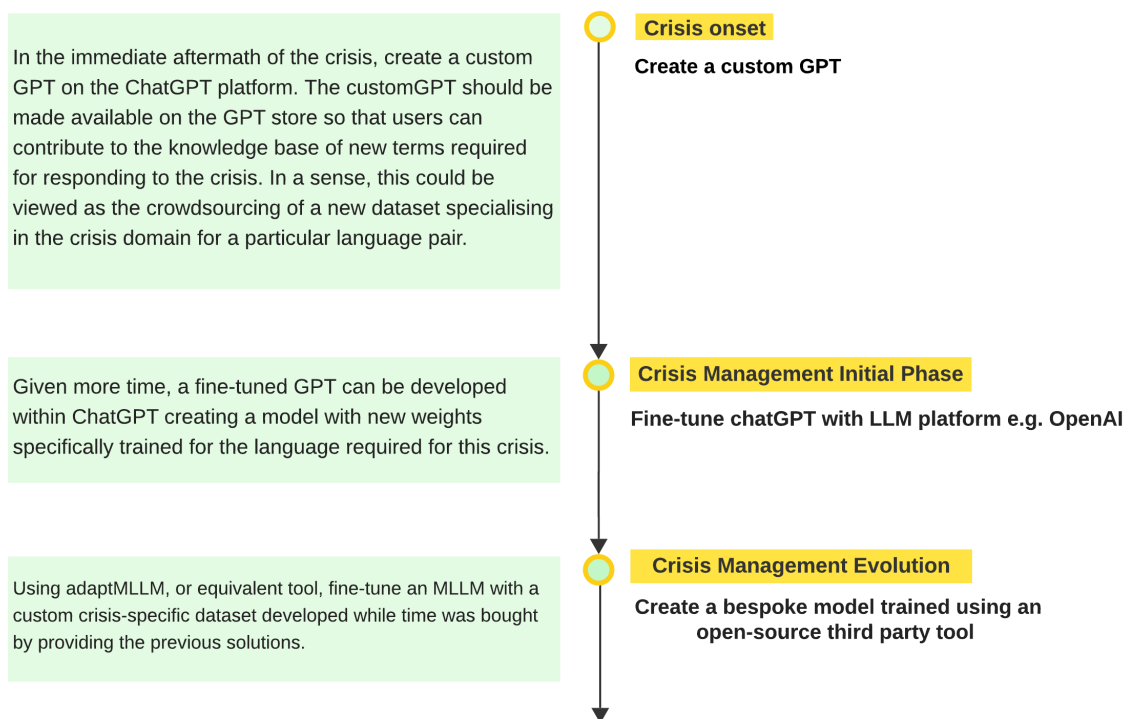 Crisis onset
Create a custom GPT
In the immediate aftermath of the crisis, create a custom
GPT on the ChatGPT platform. The customGPT should be
made available on the GPT store so that users can
contribute to the knowledge base of new terms required
for responding to the crisis. In a sense, this could be
viewed as the crowdsourcing of a new dataset specialising
in the crisis domain for a particular language pair.
Crisis Management Initial Phase
Fine-tune chatGPT with LLM platform e.g. OpenAI
Given more time, a fine-tuned GPT can be developed
within ChatGPT creating a model with new weights
specifically trained for the language required for this crisis.
Crisis Management Evolution
Create a bespoke model trained using an
open-source third party tool
Using adaptMLLM, or equivalent tool, fine-tune an MLLM with a
custom crisis-specific dataset developed while time was bought
by providing the previous solutions.